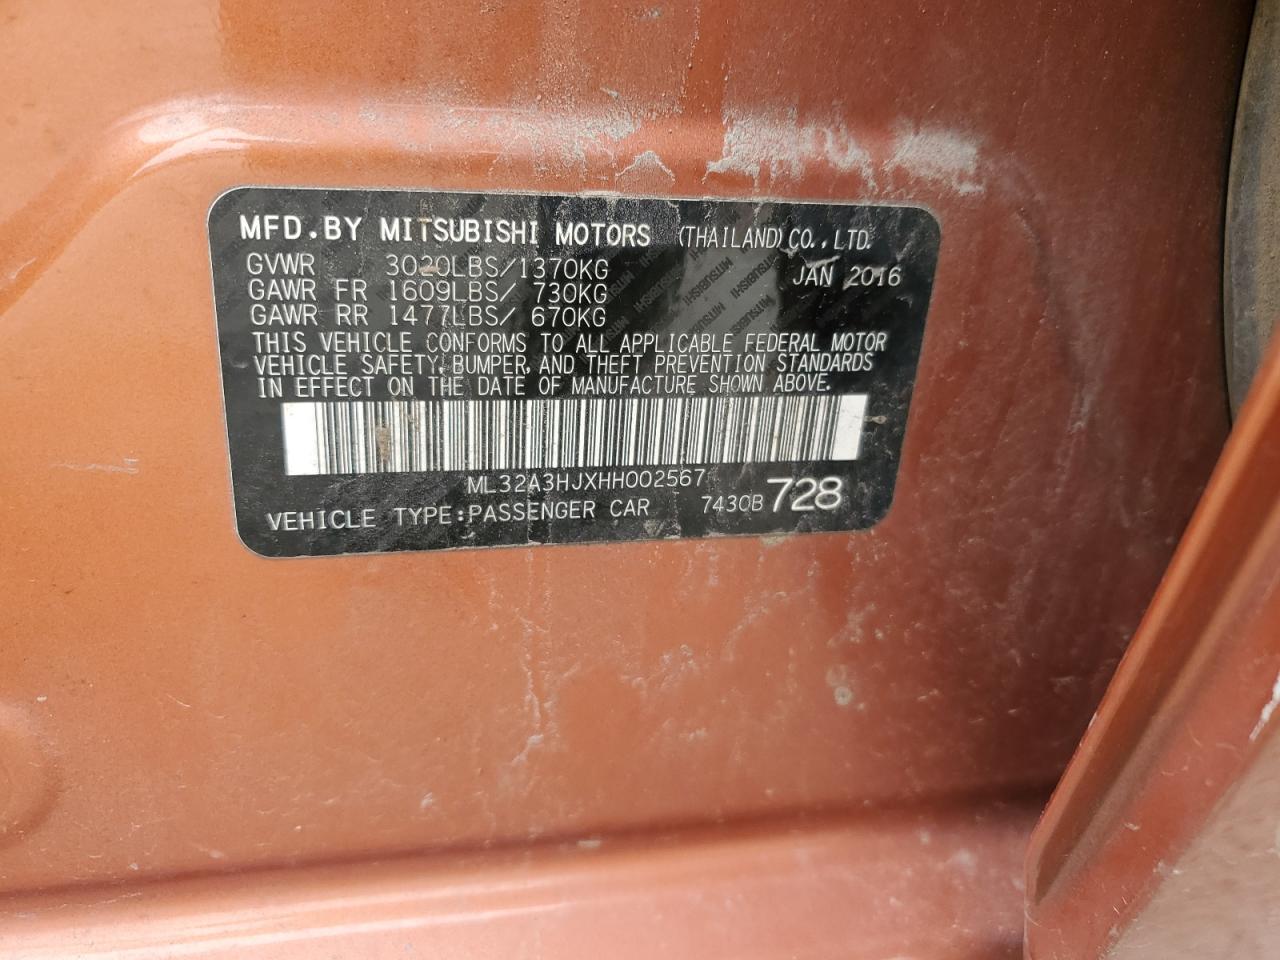 MFD.BY MITSUBISHI MOTORS (THAILAND)CO.,LTD.
GVWR 3020LBS/1370KG JAN 2016
GAWR FR 1609LBS/ 730KG
GAWR RR 1477LBS/ 670KG
THIS VEHICLE CONFORMS TO ALL APPLICABLE FEDERAL MOTOR
VEHICLE SAFETY, BUMPER, AND THEFT PREVENTION STANDARDS
IN EFFECT ON THE DATE OF MANUFACTURE SHOWN ABOVE.
ML32A3HJXHH002567
VEHICLE TYPE:PASSENGER CAR 7430B 728